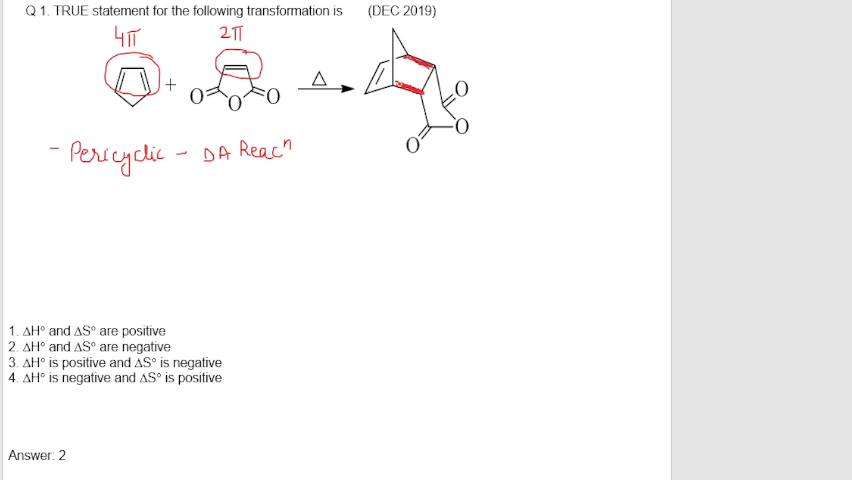 Q 1. TRUE statement for the following transformation is (DEC 2019)
4π 2π
+ O O O Δ O O O
- Pericyclic - DA Reacⁿ
1. ΔH° and ΔS° are positive
2. ΔH° and ΔS° are negative
3. ΔH° is positive and ΔS° is negative
4. ΔH° is negative and ΔS° is positive
Answer: 2